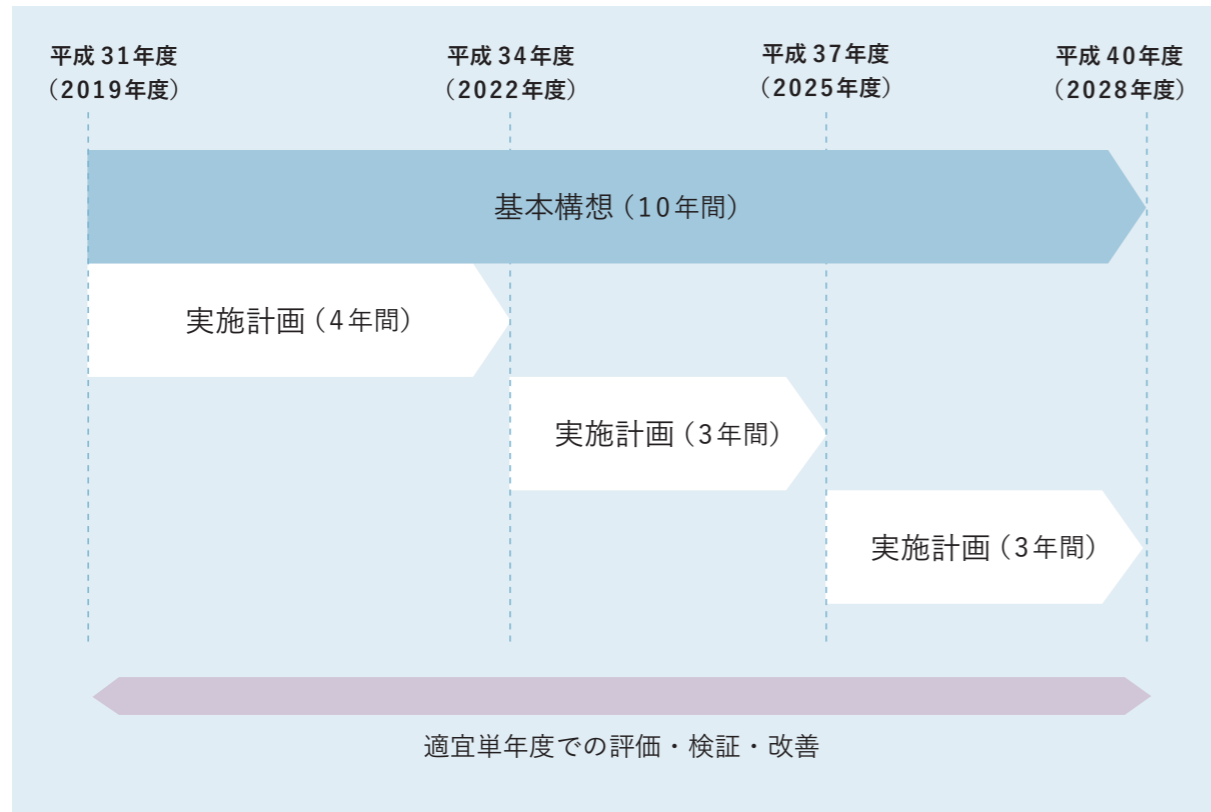 平成31年度
（2019年度）
平成34年度
（2022年度）
平成37年度
（2025年度）
平成40年度
（2028年度）
基本構想（10年間）
実施計画（4年間）
実施計画（3年間）
実施計画（3年間）
適宜単年度での評価・検証・改善